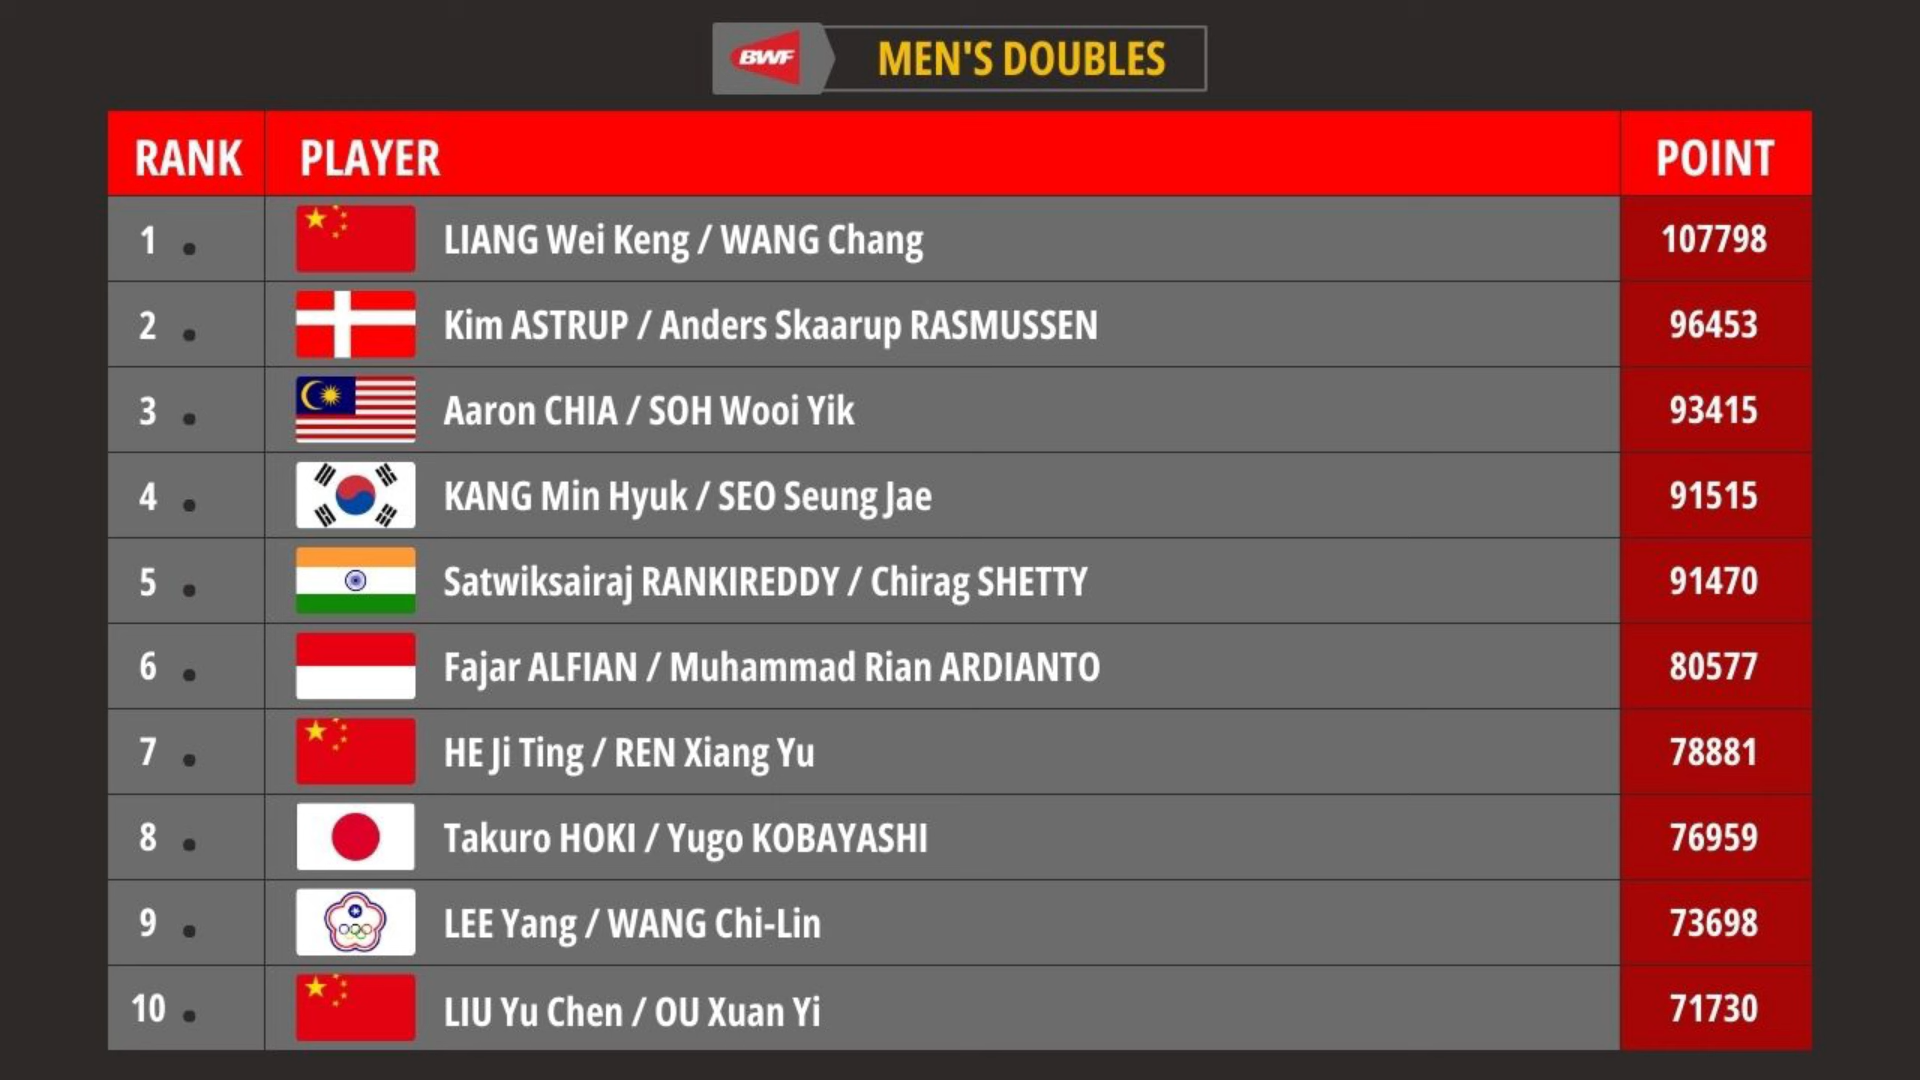 BWF MEN'S DOUBLES
RANK PLAYER POINT
1 . LIANG Wei Keng / WANG Chang 107798
2 . Kim ASTRUP / Anders Skaarup RASMUSSEN 96453
3 . Aaron CHIA / SOH Wooi Yik 93415
4 . KANG Min Hyuk / SEO Seung Jae 91515
5 . Satwiksairaj RANKIREDDY / Chirag SHETTY 91470
6 . Fajar ALFIAN / Muhammad Rian ARDIANTO 80577
7 . HE Ji Ting / REN Xiang Yu 78881
8 . Takuro HOKI / Yugo KOBAYASHI 76959
9 . LEE Yang / WANG Chi-Lin 73698
10 . LIU Yu Chen / OU Xuan Yi 71730